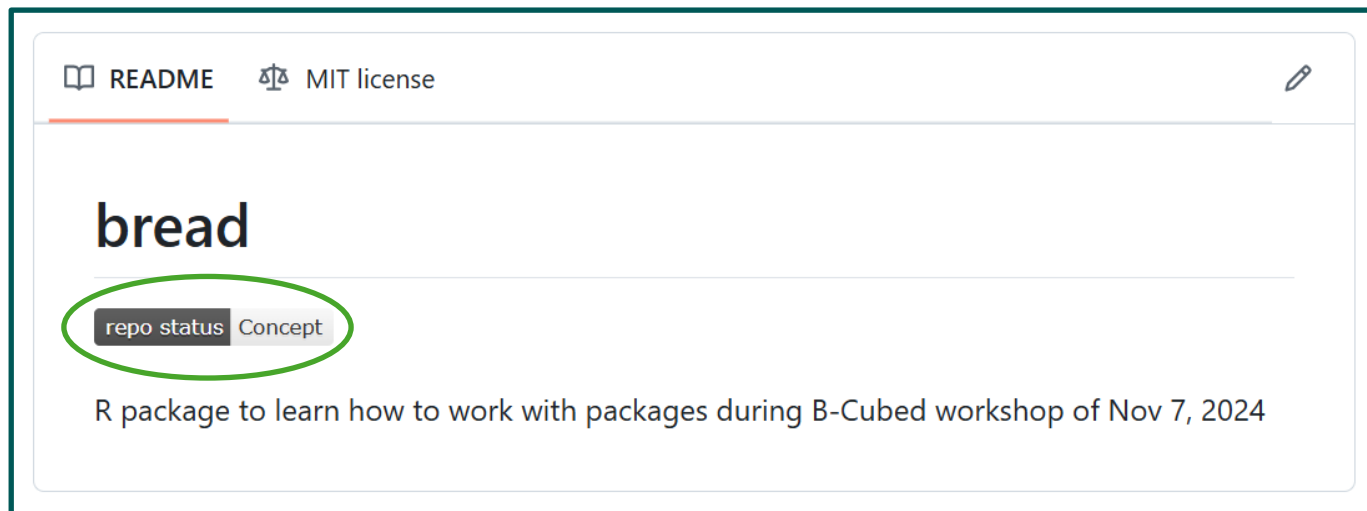 README MIT license
bread
repo status Concept
R package to learn how to work with packages during B-Cubed workshop of Nov 7, 2024